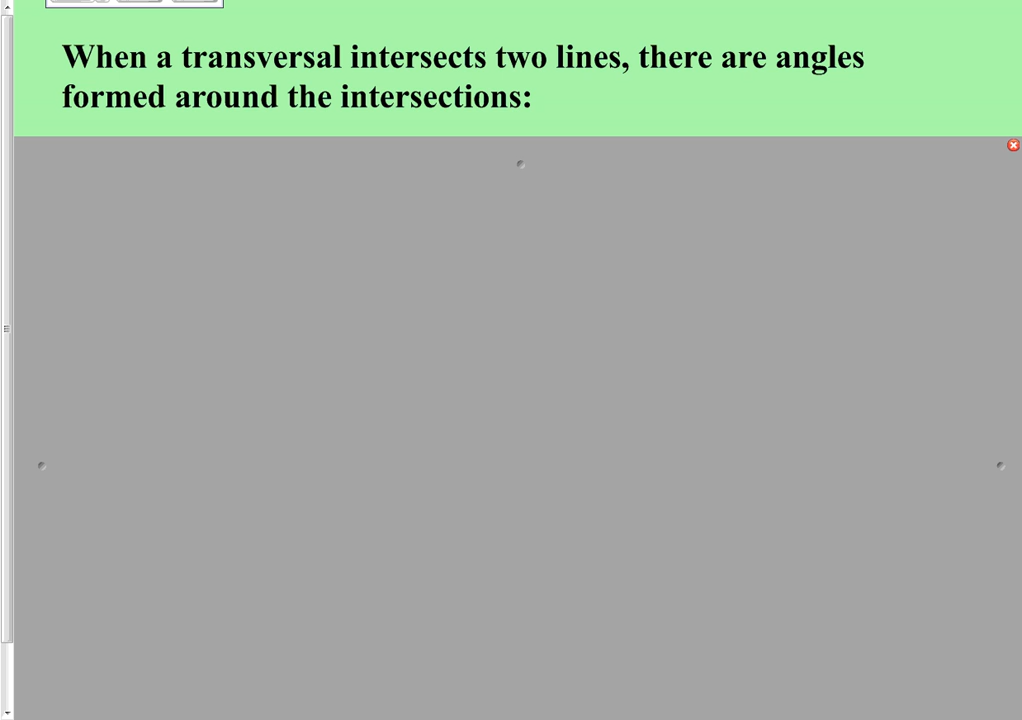 When a transversal intersects two lines, there are angles
formed around the intersections: